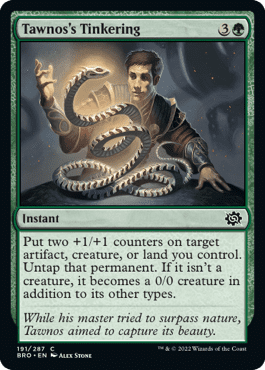 Tawnos's Tinkering 3
Instant
Put two +1/+1 counters on target
artifact, creature, or land you control.
Untap that permanent. If it isn't a
creature, it becomes a 0/0 creature in
addition to its other types.
While his master tried to surpass nature,
Tawnos aimed to capture its beauty.
191/287 C
BRO • EN Alex Stone
™ & © 2022 Wizards of the Coast